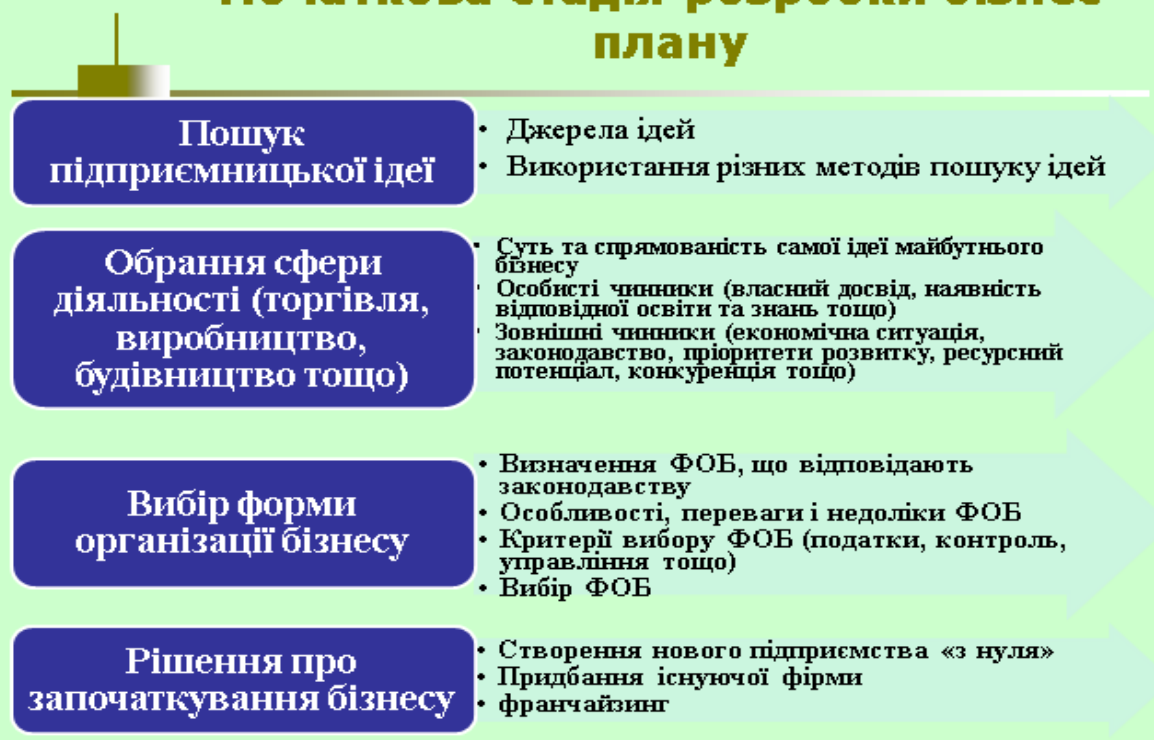 Початкова стадія розробки бізнес-
плану
Пошук
підприємницької ідеї
• Джерела ідей
• Використання різних методів пошуку ідей
Обрання сфери
діяльності (торгівля,
виробництво,
будівництво тощо)
• Суть та спрямованість самої ідеї майбутнього
бізнесу
• Особисті чинники (власний досвід, наявність
відповідної освіти та знань тощо)
• Зовнішні чинники (економічна ситуація,
законодавство, пріоритети розвитку, ресурсний
потенціал, конкуренція тощо)
Вибір форми
організації бізнесу
• Визначення ФОБ, що відповідають
законодавству
• Особливості, переваги і недоліки ФОБ
• Критерії вибору ФОБ (податки, контроль,
управління тощо)
• Вибір ФОБ
Рішення про
започаткування бізнесу
• Створення нового підприємства «з нуля»
• Придбання існуючої фірми
• франчайзинг